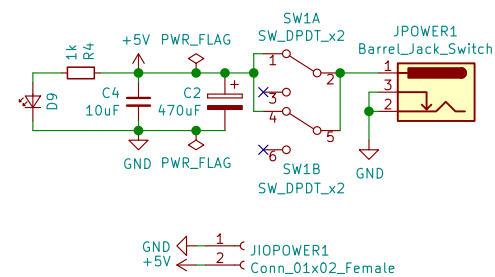 SW1A
SW_DPDT_x2
JPOWER1
Barrel_Jack_Switch
1k
R4
+5V
PWR_FLAG
1
2
1
3
2
D9
C4
10uF
C2
470uF
+
3
4
5
6
GND
PWR_FLAG
SW1B
SW_DPDT_x2
GND
GND
1
+5V
2
JIOPOWER1
Conn_01x02_Female